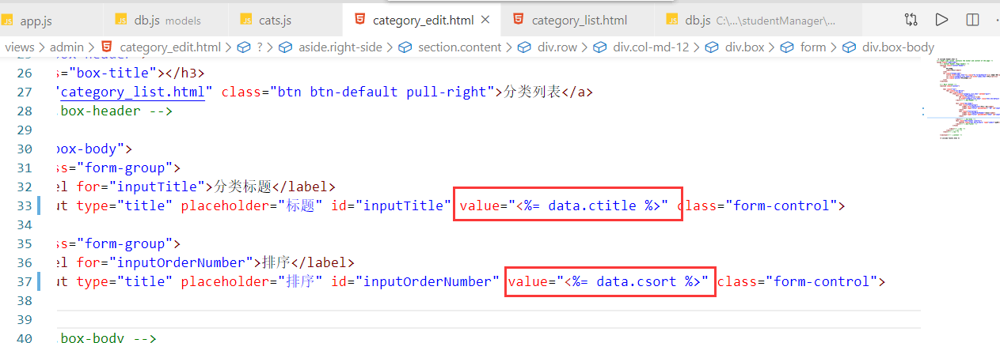 app.js
db.js models
cats.js
category_edit.html
category_list.html
db.js C:\...\studentManager\...
views > admin > category_edit.html > ? > aside.right-side > section.content > div.row > div.col-md-12 > div.box > form > div.box-body
26 s="box-title"></h3>
27 "category_list.html" class="btn btn-default pull-right">分类列表</a>
28 box-header -->
29
30 box-body">
31 ss="form-group">
32 el for="inputTitle">分类标题</label>
33 ut type="title" placeholder="标题" id="inputTitle" value="<%= data.ctitle %>" class="form-control">
34
35 ss="form-group">
36 el for="inputOrderNumber">排序</label>
37 ut type="title" placeholder="排序" id="inputOrderNumber" value="<%= data.csort %>" class="form-control">
38
39
40 box-body -->